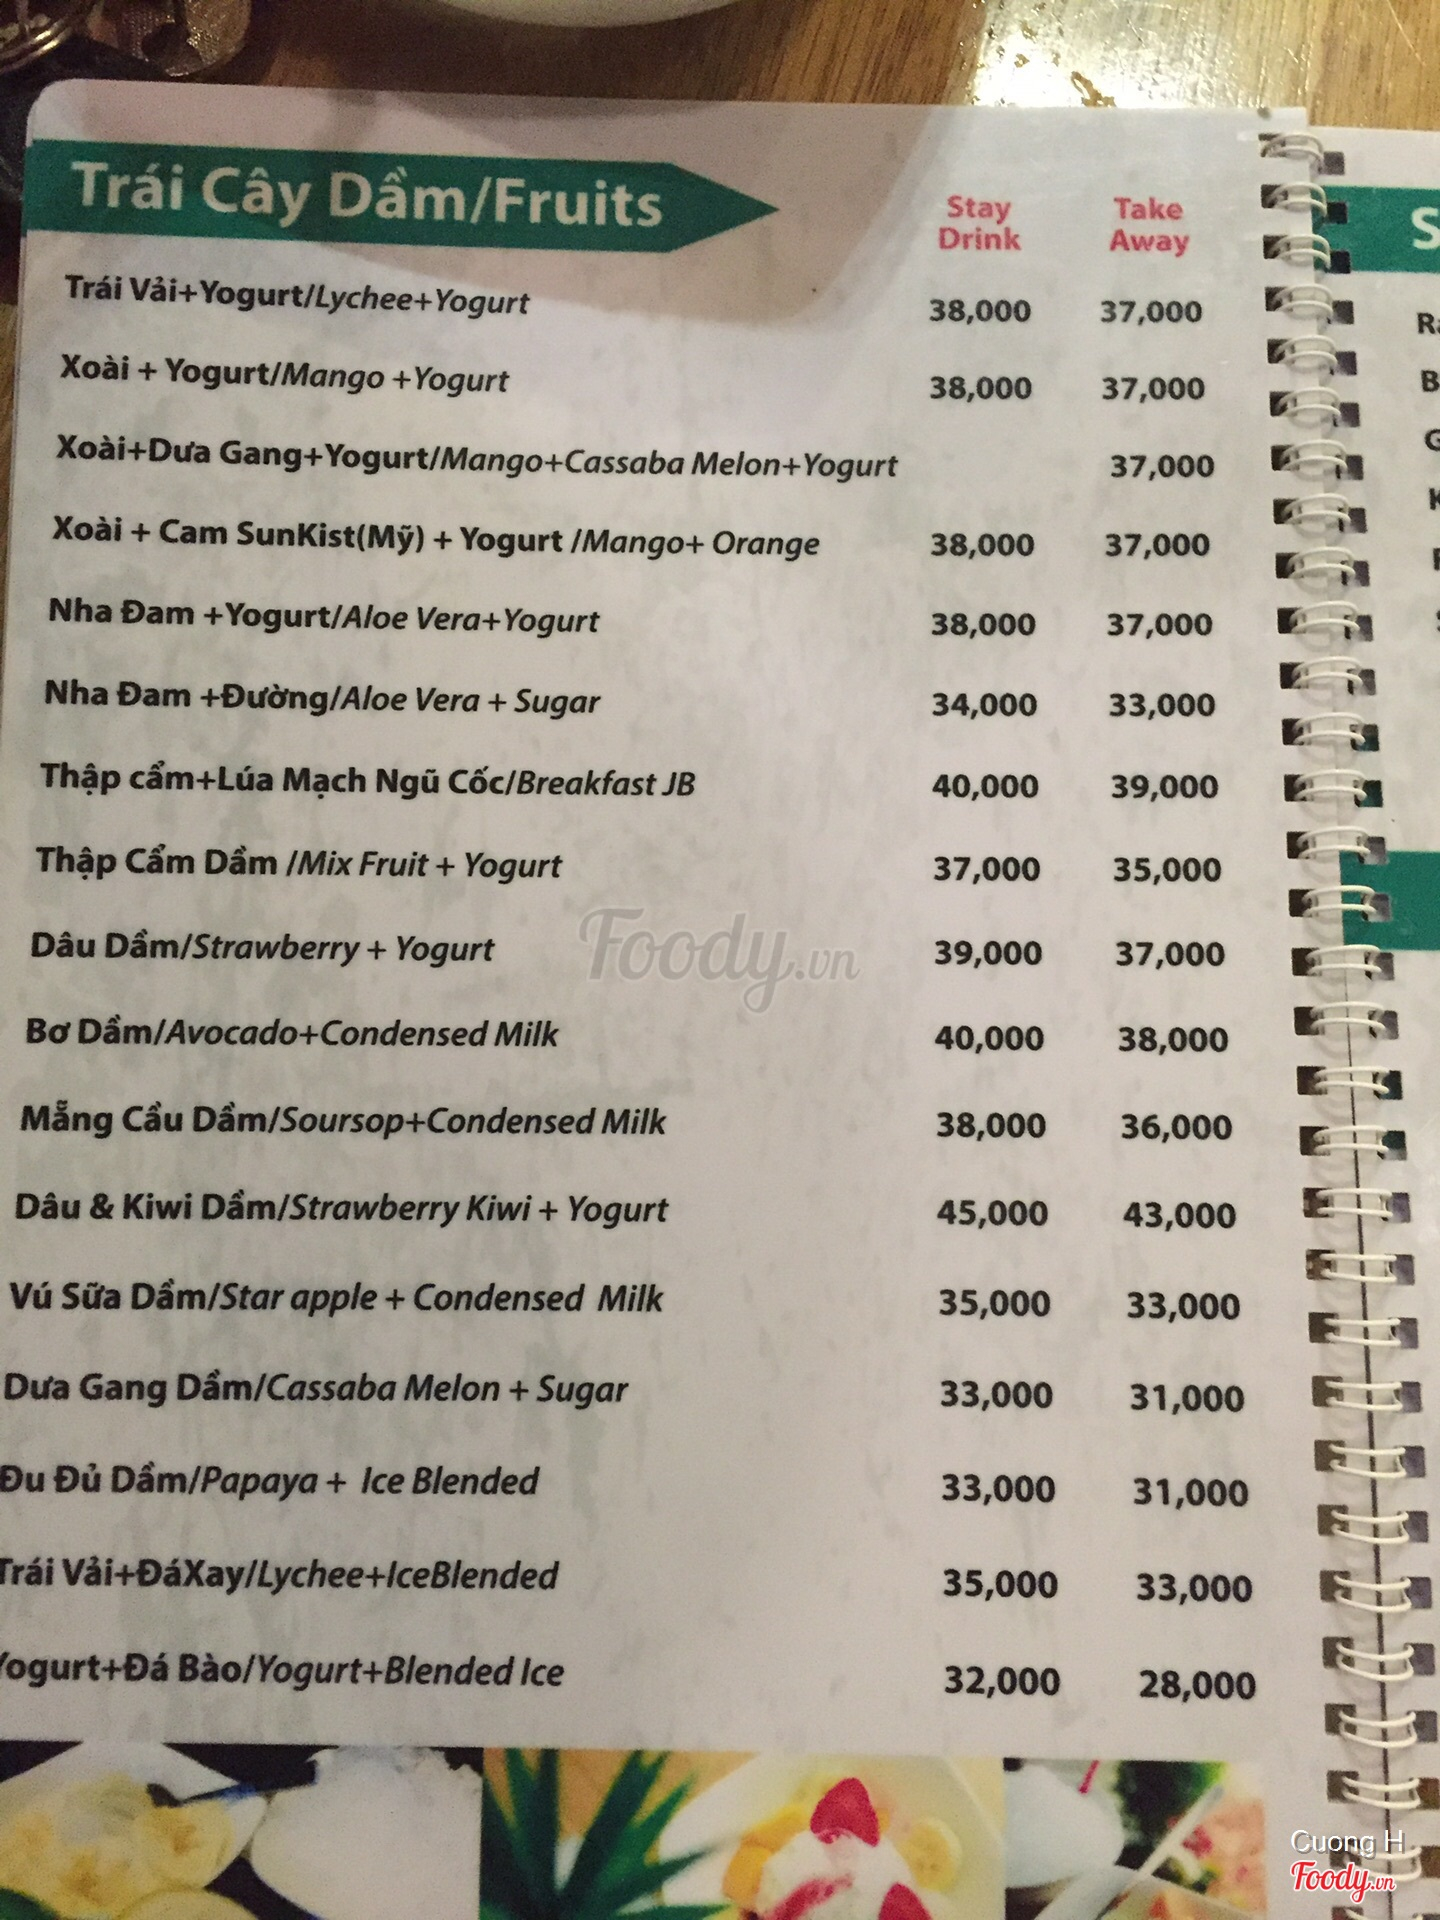 Trái Cây Dầm/Fruits
Stay Drink
Take Away
Trái Vải+Yogurt/Lychee+Yogurt 38,000 37,000
Xoài + Yogurt/Mango +Yogurt 38,000 37,000
Xoài+Dưa Gang+Yogurt/Mango+Cassaba Melon+Yogurt 37,000
Xoài + Cam SunKist(Mỹ) + Yogurt /Mango+ Orange 38,000 37,000
Nha Đam +Yogurt/Aloe Vera+Yogurt 38,000 37,000
Nha Đam +Đường/Aloe Vera + Sugar 34,000 33,000
Thập cẩm+Lúa Mạch Ngũ Cốc/Breakfast JB 40,000 39,000
Thập Cẩm Dầm /Mix Fruit + Yogurt 37,000 35,000
Dâu Dầm/Strawberry + Yogurt 39,000 37,000
Bơ Dầm/Avocado+Condensed Milk 40,000 38,000
Mẵng Cầu Dầm/Soursop+Condensed Milk 38,000 36,000
Dâu & Kiwi Dầm/Strawberry Kiwi + Yogurt 45,000 43,000
Vú Sữa Dầm/Star apple + Condensed Milk 35,000 33,000
Dưa Gang Dầm/Cassaba Melon + Sugar 33,000 31,000
Đu Đủ Dầm/Papaya + Ice Blended 33,000 31,000
Trái Vải+ĐáXay/Lychee+IceBlended 35,000 33,000
Yogurt+Đá Bào/Yogurt+Blended Ice 32,000 28,000
Foody.vn
Cuong H
Foody.vn